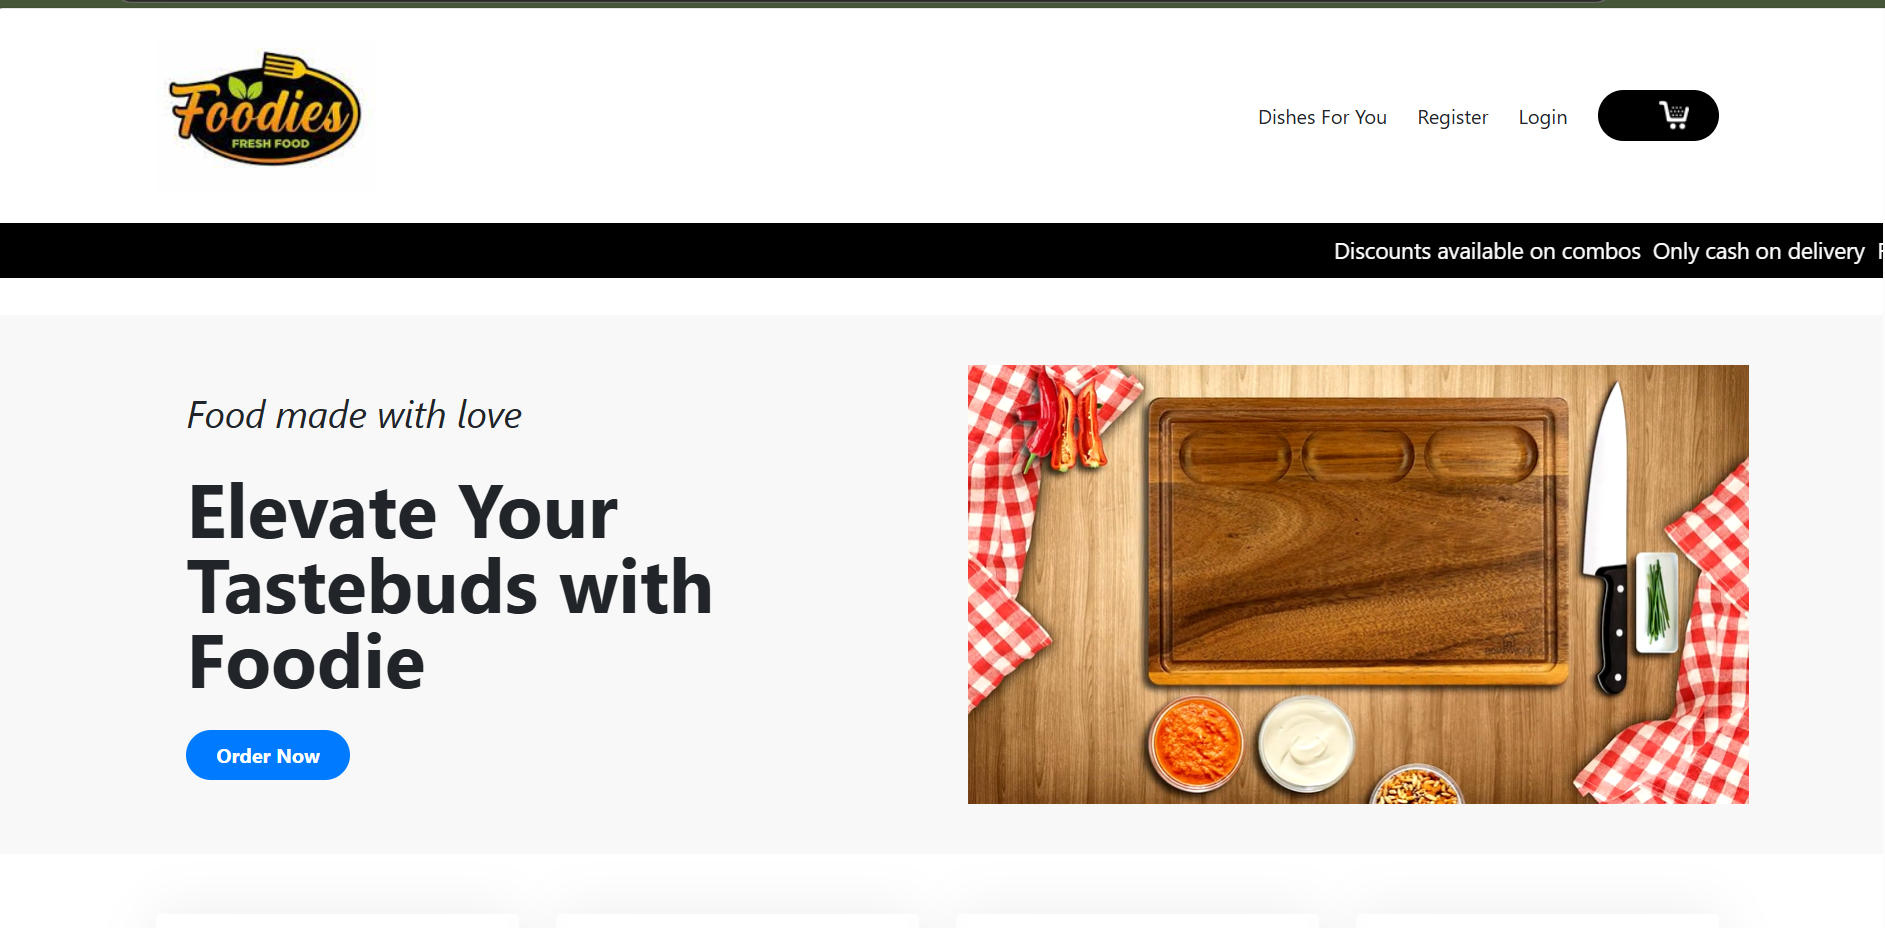 Foodies
FRESH FOOD
Dishes For You
Register
Login
Discounts available on combos Only cash on delivery
Food made with love
Elevate Your
Tastebuds with
Foodie
Order Now